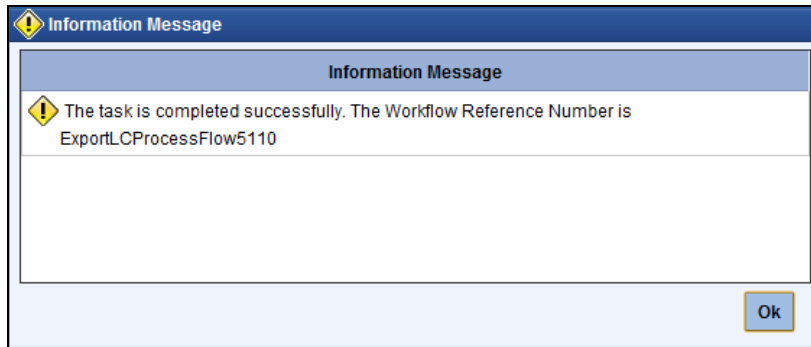 Information Message
Information Message
The task is completed successfully. The Workflow Reference Number is
ExportLCProcessFlow5110
Ok